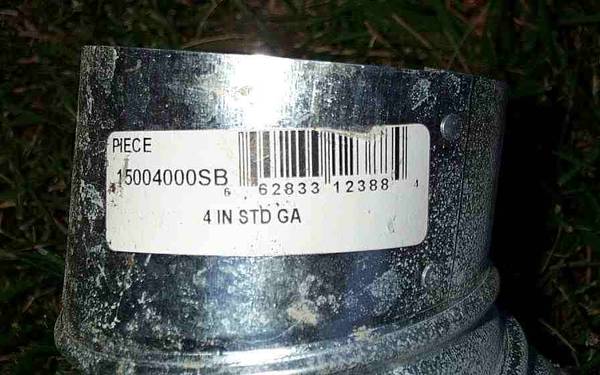 PIECE
15004000SB
6 62833 12388 4
4 IN STD GA